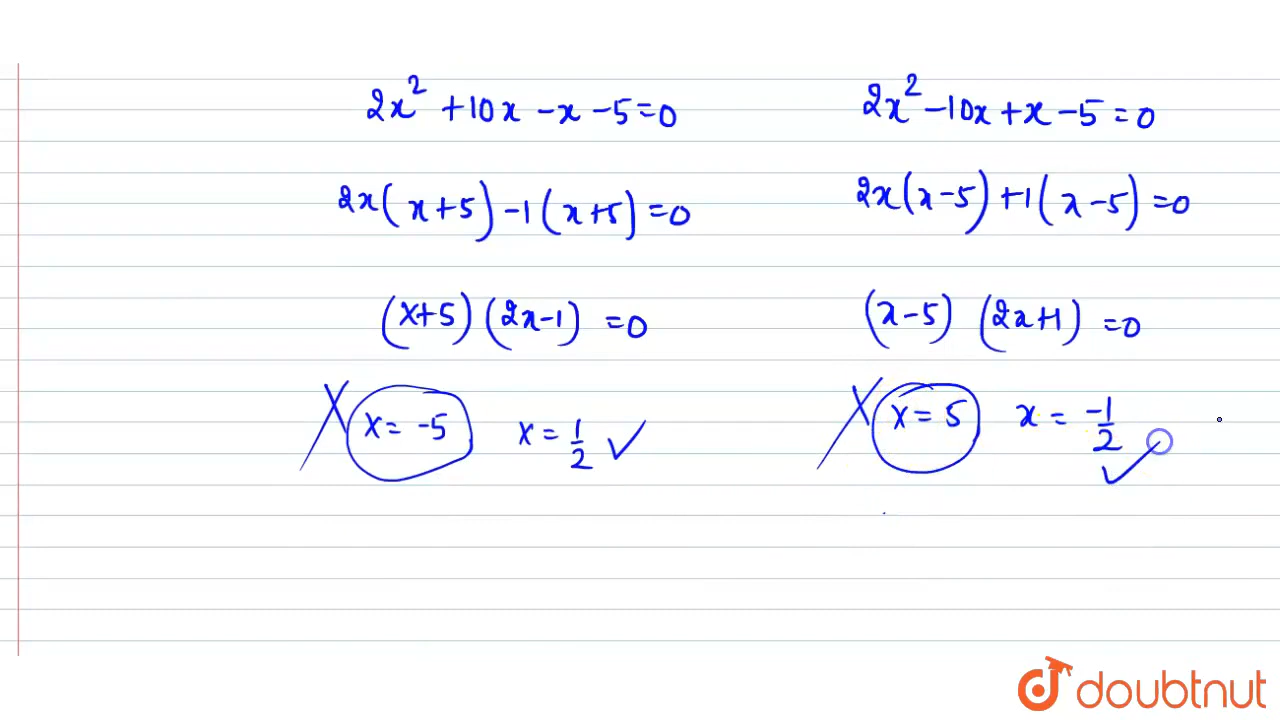 2x² + 10x - x - 5 = 0
2x(x+5) - 1(x+5) = 0
(x+5) (2x-1) = 0
x = -5 x = 1/2 ✓
2x² - 10x + x - 5 = 0
2x(x-5) + 1(x-5) = 0
(x-5) (2x+1) = 0
x = 5 x = -1/2 ✓
doubtnut